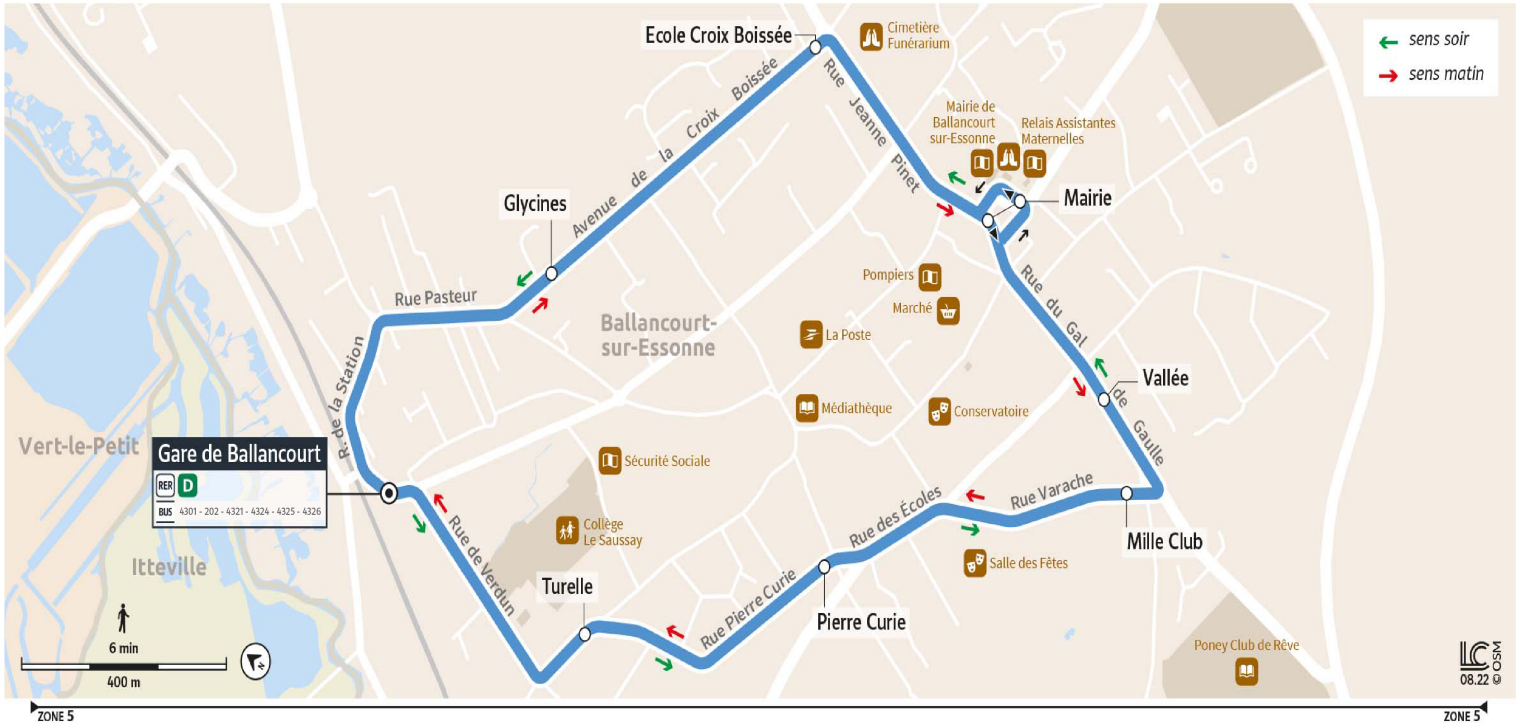 Ecole Croix Boissée
Cimetière
Funérarium
sens soir
sens matin
Rue Jeanne Pinet
Avenue de la Croix Boissée
Mairie de
Ballancourt
sur-Essonne
Relais Assistantes
Maternelles
Mairie
Glycines
Rue Pasteur
Pompiers
Marché
Rue du Gal de Gaulle
Ballancourt-
sur-Essonne
La Poste
R. de la Station
Vallée
Médiathèque
Conservatoire
Vert-le-Petit
Gare de Ballancourt
RER D
BUS 4301 - 202 - 4321 - 4324 - 4325 - 4326
Sécurité Sociale
Rue des Écoles
Rue Varache
Mille Club
Collège
Le Saussay
Rue de Verdun
Itteville
Salle des Fêtes
Turelle
Rue Pierre Curie
Pierre Curie
6 min
400 m
Poney Club de Rêve
LC
08.22 © OSM
ZONE 5
ZONE 5